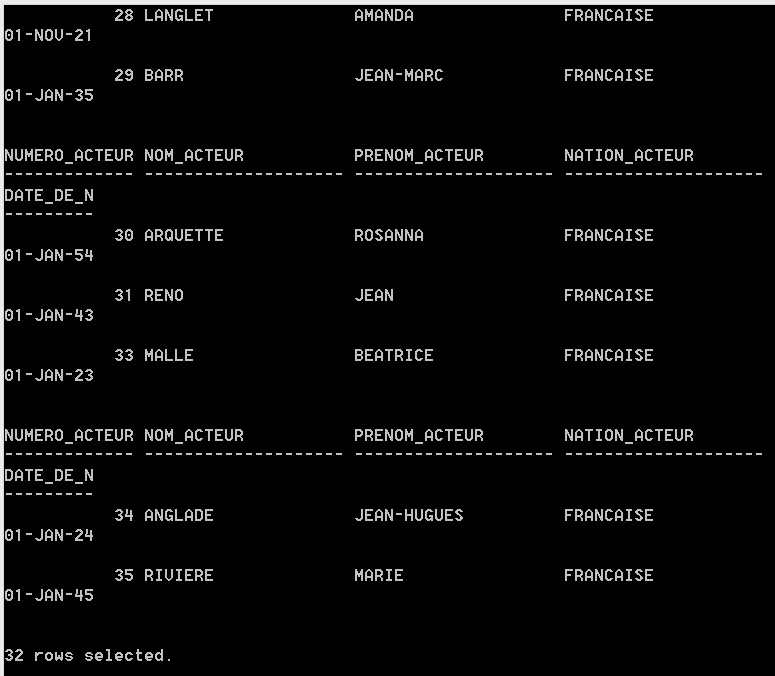 28 LANGLET AMANDA FRANCAISE
01-NOV-21
29 BARR JEAN-MARC FRANCAISE
01-JAN-35
NUMERO_ACTEUR NOM_ACTEUR PRENOM_ACTEUR NATION_ACTEUR
------------- -------------------- -------------------- --------------------
DATE_DE_N
---------
30 ARQUETTE ROSANNA FRANCAISE
01-JAN-54
31 RENO JEAN FRANCAISE
01-JAN-43
33 MALLE BEATRICE FRANCAISE
01-JAN-23
NUMERO_ACTEUR NOM_ACTEUR PRENOM_ACTEUR NATION_ACTEUR
------------- -------------------- -------------------- --------------------
DATE_DE_N
---------
34 ANGLADE JEAN-HUGUES FRANCAISE
01-JAN-24
35 RIVIERE MARIE FRANCAISE
01-JAN-45
32 rows selected.